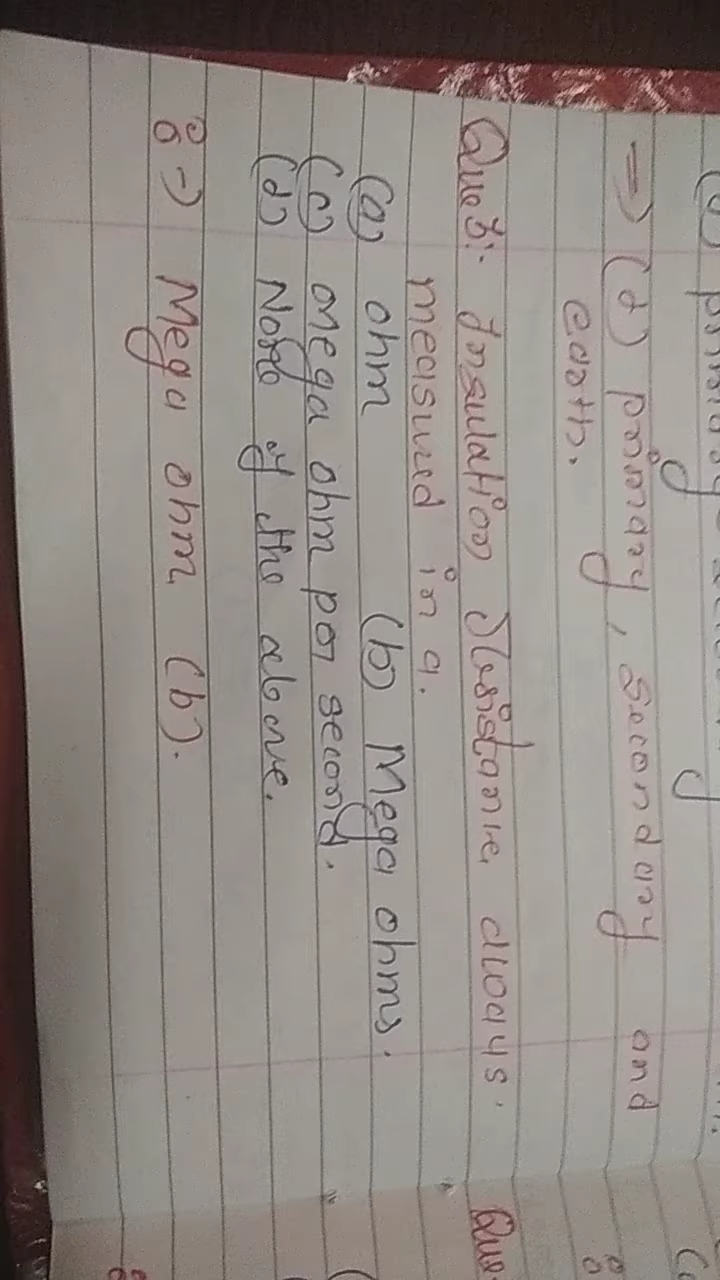 => (d) primary, secondary and
earth.
Que 3:- Insulation Resistance always.
measured in a.
(a) ohm (b) Mega ohms.
(c) mega ohm per second.
(d) None of the above.
=> Mega ohm (b).